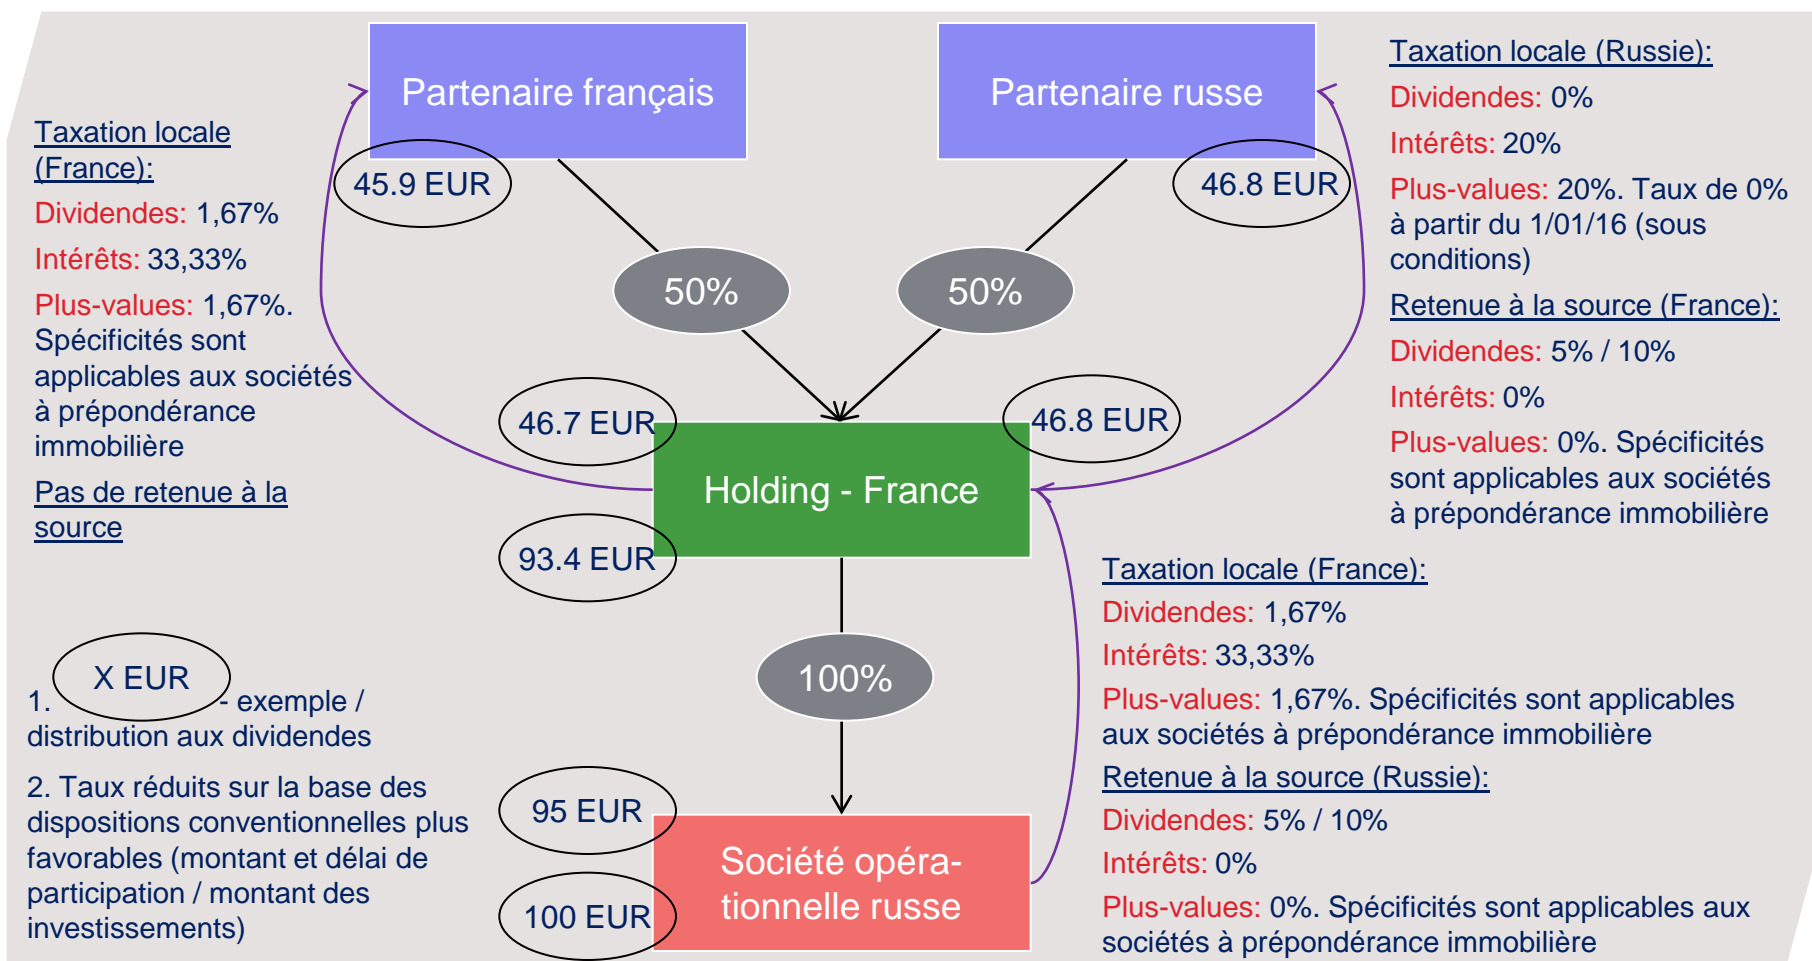 Partenaire français
Partenaire russe
45.9 EUR
46.8 EUR
Taxation locale
(France):
Dividendes: 1,67%
Intérêts: 33,33%
Plus-values: 1,67%.
Spécificités sont
applicables aux sociétés
à prépondérance
immobilière
Pas de retenue à la
source
Taxation locale (Russie):
Dividendes: 0%
Intérêts: 20%
Plus-values: 20%. Taux de 0%
à partir du 1/01/16 (sous
conditions)
Retenue à la source (France):
Dividendes: 5% / 10%
Intérêts: 0%
Plus-values: 0%. Spécificités
sont applicables aux sociétés
à prépondérance immobilière
50%
50%
46.7 EUR
46.8 EUR
Holding - France
93.4 EUR
100%
Taxation locale (France):
Dividendes: 1,67%
Intérêts: 33,33%
Plus-values: 1,67%. Spécificités sont applicables
aux sociétés à prépondérance immobilière
Retenue à la source (Russie):
Dividendes: 5% / 10%
Intérêts: 0%
Plus-values: 0%. Spécificités sont applicables aux
sociétés à prépondérance immobilière
95 EUR
Société opéra-
tionnelle russe
100 EUR
X EUR
1. - exemple /
distribution aux dividendes
2. Taux réduits sur la base des
dispositions conventionnelles plus
favorables (montant et délai de
participation / montant des
investissements)